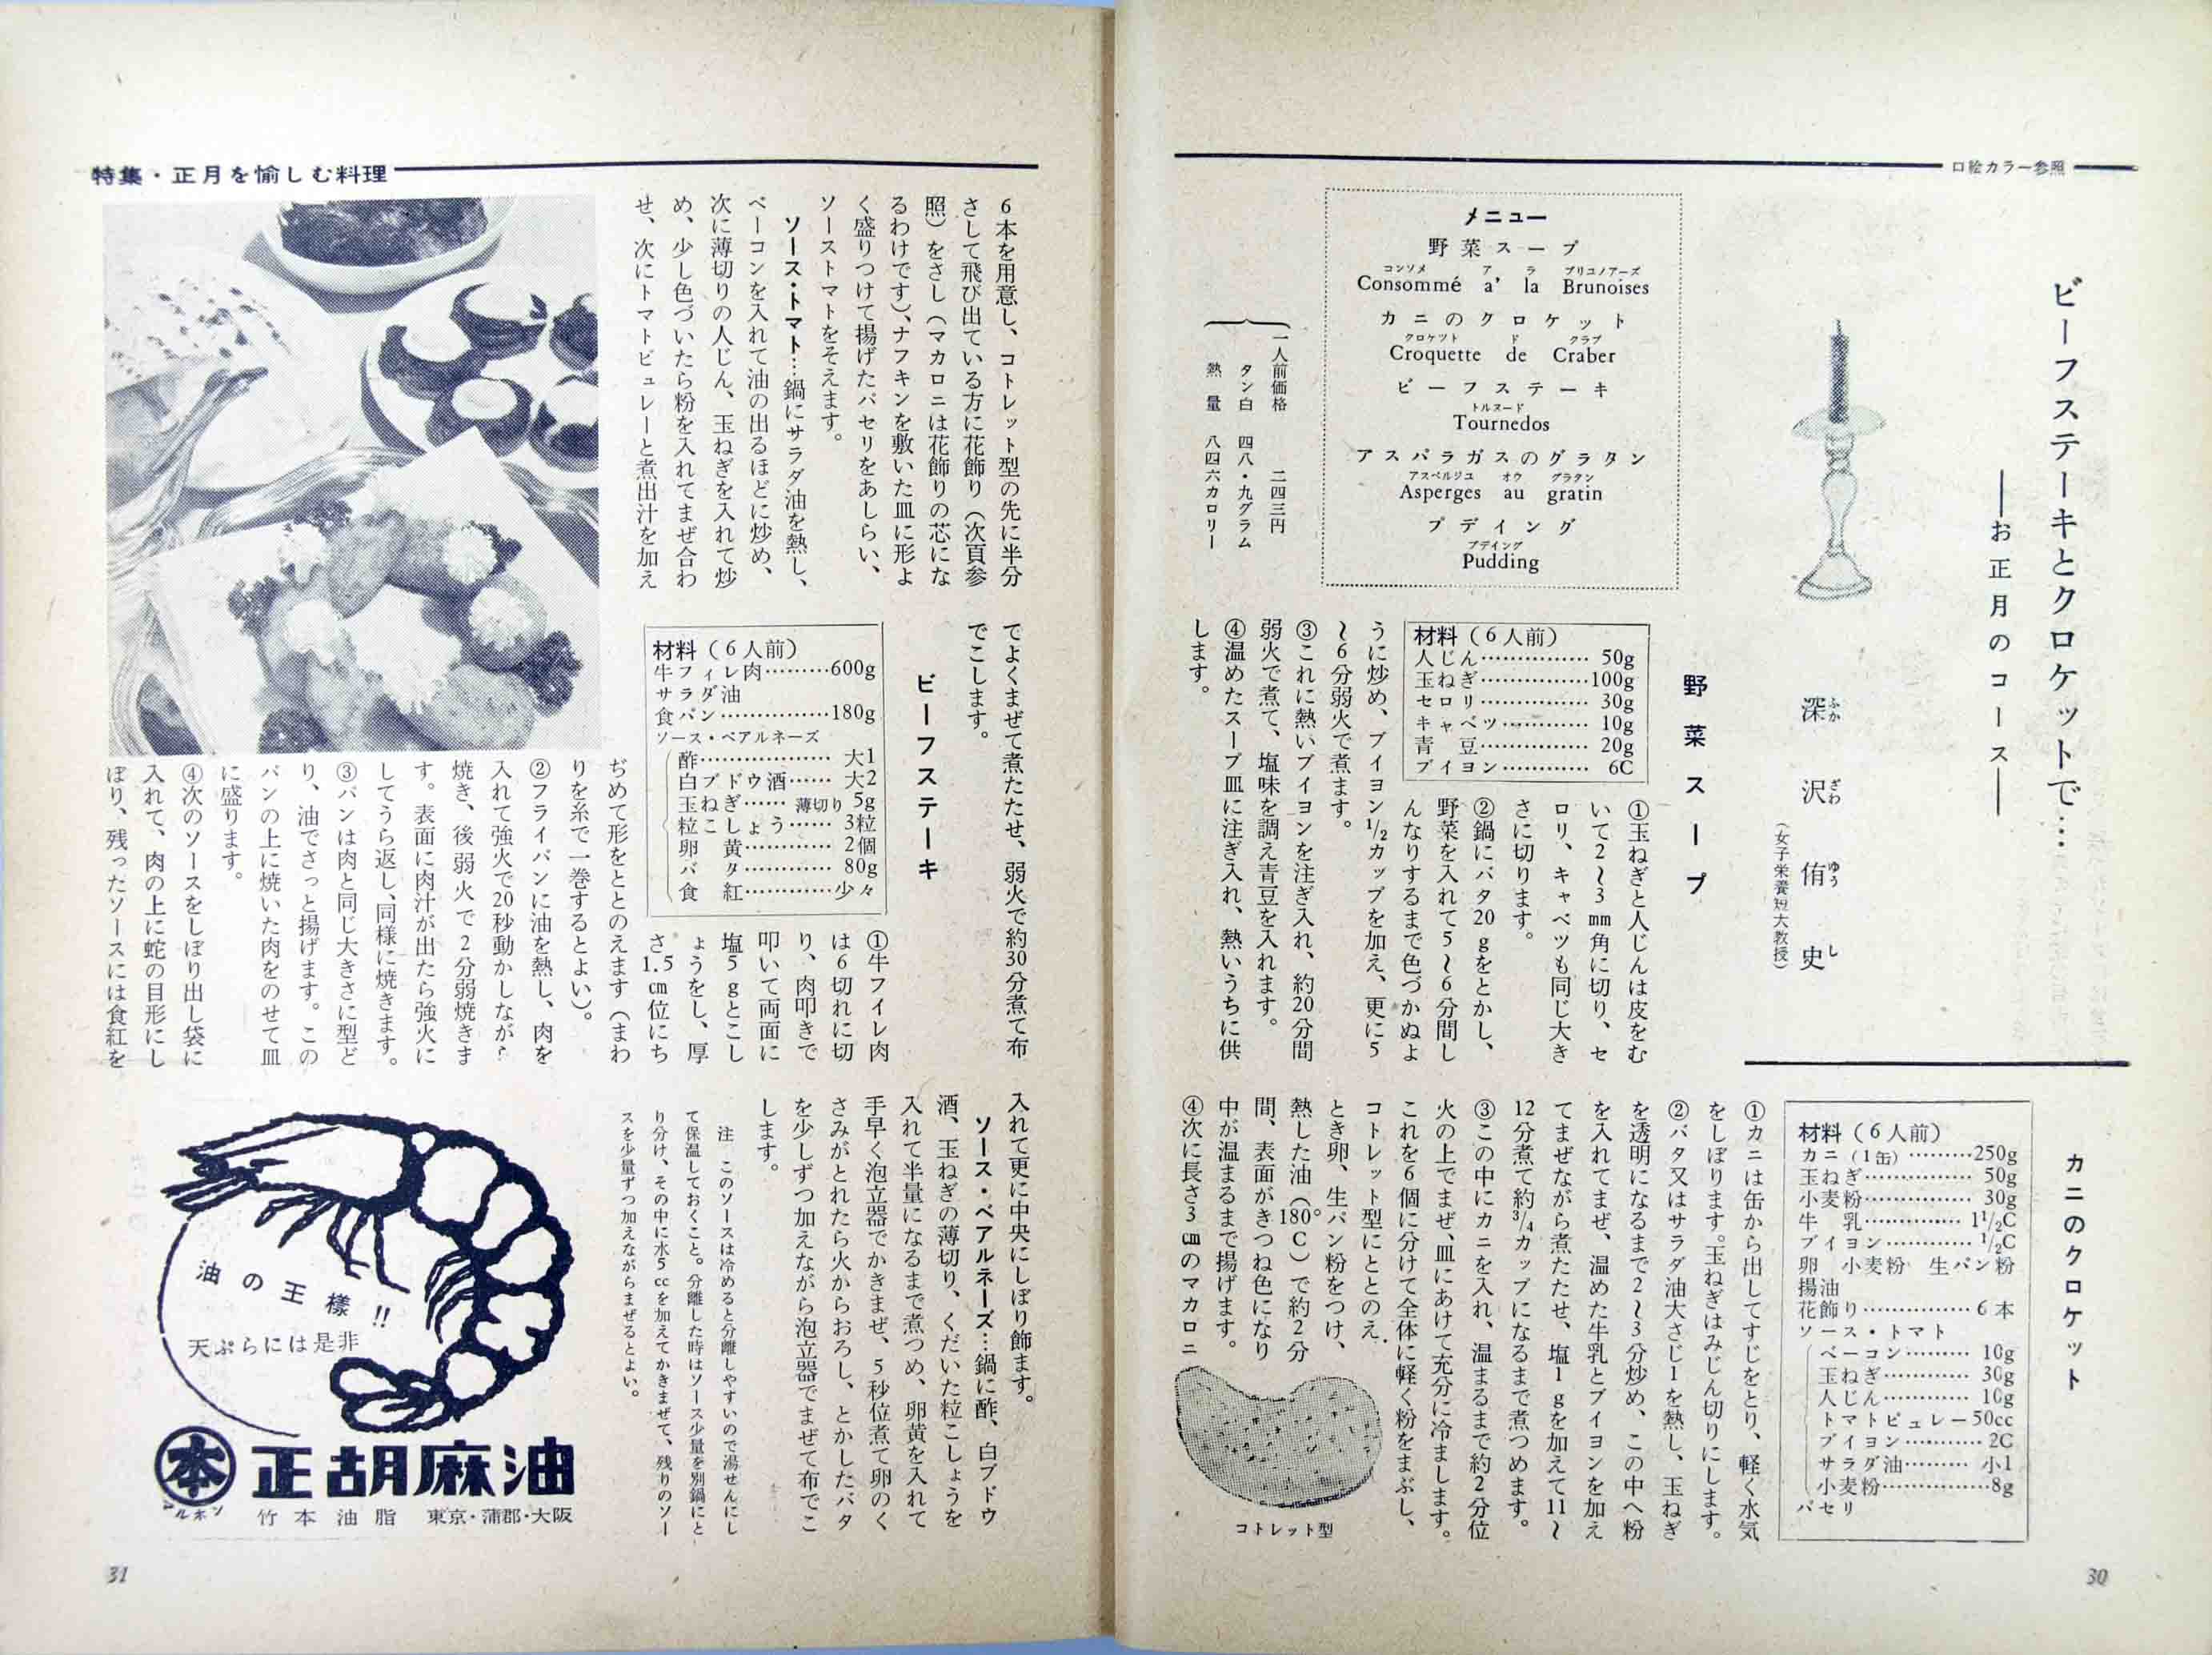 口絵カラー参照
ビーフステーキとクロケットで…
――お正月のコース――
深沢侑史
ふか ざわ ゆう し
（女子栄養短大教授）
メニュー
野菜スープ
コンソメ ア ラ ブリユノアーズ
Consommé a' la Brunoises
カニのクロケット
クロケツト ド クラブ
Croquette de Craber
ビーフステーキ
トルヌード
Tournedos
アスパラガスのグラタン
アスペルジユ オウ グラタン
Asperges au gratin
プデイング
プデイング
Pudding
一人前価格 二四三円
タン白 四八・九グラム
熱量 八四六カロリー
野菜スープ
材料（6人前）
人じん……………50g
玉ねぎ……………100g
セロリ……………30g
キャベツ…………10g
青豆……………20g
ブイヨン…………6C
①玉ねぎと人じんは皮をむ
いて2〜3mm角に切り、セ
ロリ、キャベツも同じ大き
さに切ります。
②鍋にバタ20gをとかし、
野菜を入れて5〜6分間し
んなりするまで色づかぬよ
うに炒め、ブイヨン1/2カップを加え、更に5
〜6分弱火で煮ます。
③これに熱いブイヨンを注ぎ入れ、約20分間
弱火で煮て、塩味を調え青豆を入れます。
④温めたスープ皿に注ぎ入れ、熱いうちに供
します。
カニのクロケット
材料（6人前）
カニ（1缶）………250g
玉ねぎ……………50g
小麦粉……………30g
牛乳……………1 1/2C
ブイヨン…………1/2C
卵 小麦粉 生パン粉
揚油
花飾り……………6本
ソース・トマト
ベーコン………10g
玉ねぎ…………30g
人じん…………10g
トマトピュレー50cc
ブイヨン………2C
サラダ油………小1
小麦粉…………8g
パセリ
①カニは缶から出してすじをとり、軽く水気
をしぼります。玉ねぎはみじん切りにします。
②バタ又はサラダ油大さじ1を熱し、玉ねぎ
を透明になるまで2〜3分炒め、この中へ粉
を入れてまぜ、温めた牛乳とブイヨンを加え
てまぜながら煮たたせ、塩1gを加えて11〜
12分煮て約3/4カップになるまで煮つめます。
③この中にカニを入れ、温まるまで約2分位
火の上でまぜ、皿にあけて充分に冷まします。
これを6個に分けて全体に軽く粉をまぶし、
コトレット型にととのえ、
とき卵、生パン粉をつけ、
熱した油（180°C）で約2分
間、表面がきつね色になり
中が温まるまで揚げます。
④次に長さ3cmのマカロニ
コトレット型
30
特集・正月を愉しむ料理
6本を用意し、コトレット型の先に半分
さして飛び出ている方に花飾り（次頁参
照）をさし（マカロニは花飾りの芯にな
るわけです）、ナフキンを敷いた皿に形よ
く盛りつけて揚げたパセリをあしらい、
ソーストマトをそえます。
ソース・トマト…鍋にサラダ油を熱し、
ベーコンを入れて油の出るほどに炒め、
次に薄切りの人じん、玉ねぎを入れて炒
め、少し色づいたら粉を入れてまぜ合わ
せ、次にトマトピュレーと煮出汁を加え
てよくまぜて煮たたせ、弱火で約30分煮て布
でこします。
ビーフステーキ
材料（6人前）
牛フィレ肉………600g
サラダ油
食パン……………180g
ソース・ベアルネーズ
酢………………大1
白ブドウ酒……大2
玉ねぎ……薄切り 5g
粒こしょう……3粒
卵黄…………2個
バタ…………80g
食紅…………少々
①牛フイレ肉
は6切れに切
り、肉叩きで
叩いて両面に
塩5gとこし
ょうをし、厚
さ1.5cm位にち
ぢめて形をととのえます（まわ
りを糸で一巻するとよい）。
②フライパンに油を熱し、肉を
入れて強火で20秒動かしなが
焼き、後弱火で2分弱焼きま
す。表面に肉汁が出たら強火に
してうら返し、同様に焼きます。
③パンは肉と同じ大きさに型ど
り、油でさっと揚げます。この
パンの上に焼いた肉をのせて皿
に盛ります。
④次のソースをしぼり出し袋に
入れて、肉の上に蛇の目形にし
ぼり、残ったソースには食紅を
入れて更に中央にしぼり飾ます。
ソース・ベアルネーズ…鍋に酢、白ブドウ
酒、玉ねぎの薄切り、くだいた粒こしょうを
入れて半量になるまで煮つめ、卵黄を入れて
手早く泡立器でかきまぜ、5秒位煮て卵のく
さみがとれたら火からおろし、とかしたバタ
を少しずつ加えながら泡立器でまぜて布でこ
します。
注 このソースは冷めると分離しやすいので湯せんにし
て保温しておくこと。分離した時はソース少量を別鍋にと
り分け、その中に水5ccを加えてかきまぜて、残りのソー
スを少量ずつ加えながらまぜるとよい。
油の王様!!
天ぷらには是非
本
マルホン
正胡麻油
竹本油脂 東京・蒲郡・大阪
31